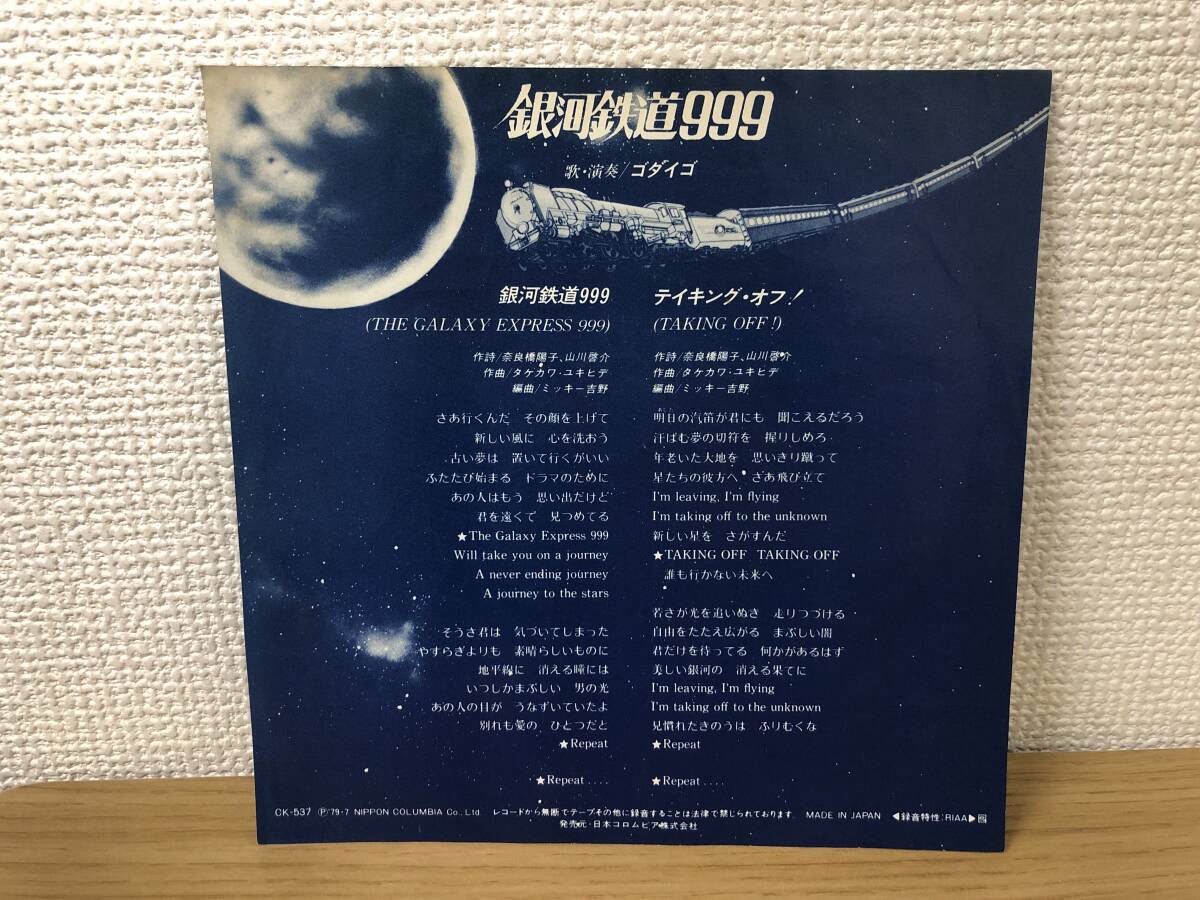 銀河鉄道999
歌・演奏/ゴダイゴ
銀河鉄道999
(THE GALAXY EXPRESS 999)
作詩/奈良橋陽子、山川啓介
作曲/タケカワ・ユキヒデ
編曲/ミッキー吉野
さあ行くんだ その顔を上げて
新しい風に 心を洗おう
古い夢は 置いて行くがいい
ふたたび始まる ドラマのために
あの人はもう 思い出だけど
君を遠くで 見つめてる
★The Galaxy Express 999
Will take you on a journey
A never ending journey
A journey to the stars
そうさ君は 気づいてしまった
やすらぎよりも 素晴らしいものに
地平線に 消える瞳には
いつしかまぶしい 男の光
あの人の目が うなずいていたよ
別れも愛の ひとつだと
★Repeat
★Repeat....
テイキング・オフ!
(TAKING OFF!)
作詩/奈良橋陽子、山川啓介
作曲/タケカワ・ユキヒデ
編曲/ミッキー吉野
明日の汽笛が君にも 聞こえるだろう
汗ばむ夢の切符を 握りしめろ
年老いた大地を 思いきり蹴って
星たちの彼方へ さあ飛び立て
I'm leaving, I'm flying
I'm taking off to the unknown
新しい星を さがすんだ
★TAKING OFF TAKING OFF
誰も行かない未来へ
若さが光を追いぬき 走りつづける
自由をたたえ広がる まぶしい闇
君だけを待ってる 何かがあるはず
美しい銀河の 消える果てに
I'm leaving, I'm flying
I'm taking off to the unknown
見慣れたきのうは ふりむくな
★Repeat
★Repeat....
CK-537 Ⓟ'79・7 NIPPON COLUMBIA Co., Ltd. レコードから無断でテープその他に録音することは法律で禁じられております. MADE IN JAPAN ◀録音特性:RIAA▶
発売元・日本コロムビア株式会社